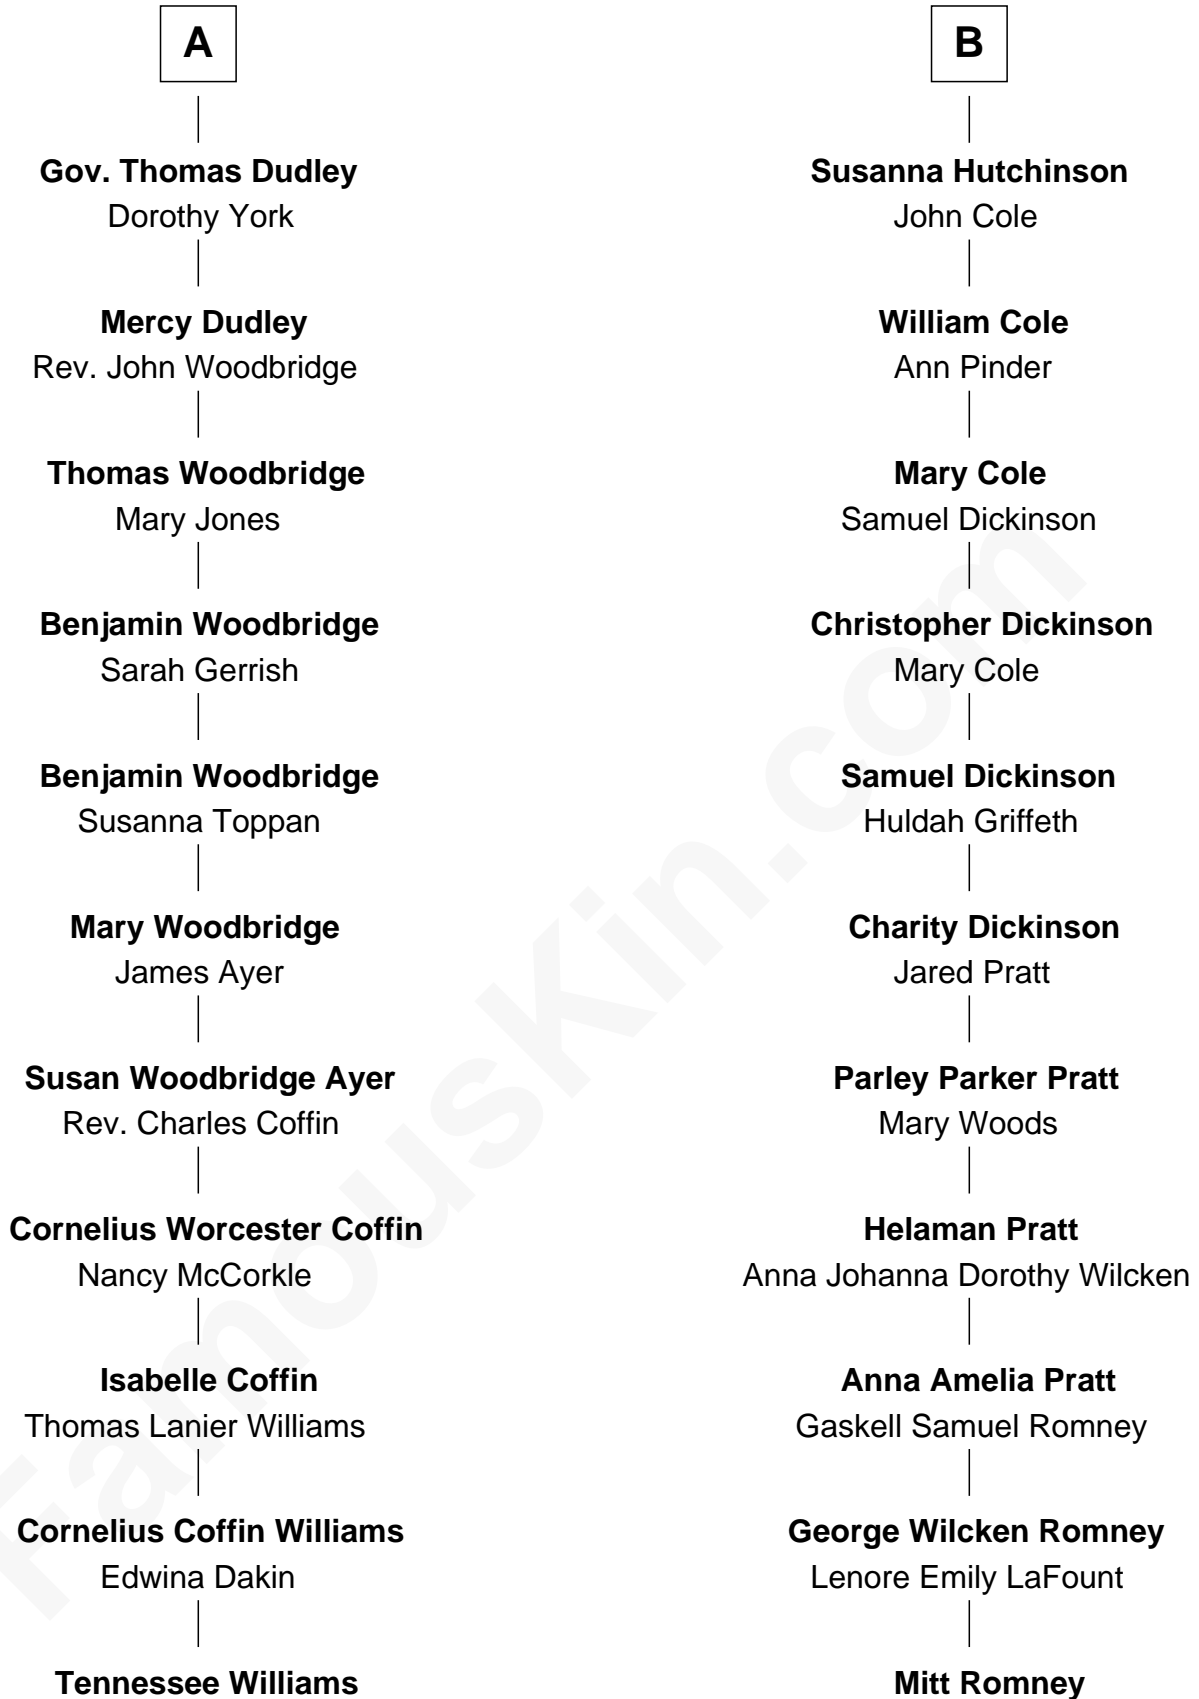 A
Gov. Thomas Dudley
Dorothy York
Mercy Dudley
Rev. John Woodbridge
Thomas Woodbridge
Mary Jones
Benjamin Woodbridge
Sarah Gerrish
Benjamin Woodbridge
Susanna Toppan
Mary Woodbridge
James Ayer
Susan Woodbridge Ayer
Rev. Charles Coffin
Cornelius Worcester Coffin
Nancy McCorkle
Isabelle Coffin
Thomas Lanier Williams
Cornelius Coffin Williams
Edwina Dakin
Tennessee Williams
B
Susanna Hutchinson
John Cole
William Cole
Ann Pinder
Mary Cole
Samuel Dickinson
Christopher Dickinson
Mary Cole
Samuel Dickinson
Huldah Griffeth
Charity Dickinson
Jared Pratt
Parley Parker Pratt
Mary Woods
Helaman Pratt
Anna Johanna Dorothy Wilcken
Anna Amelia Pratt
Gaskell Samuel Romney
George Wilcken Romney
Lenore Emily LaFount
Mitt Romney
FamousKin.com